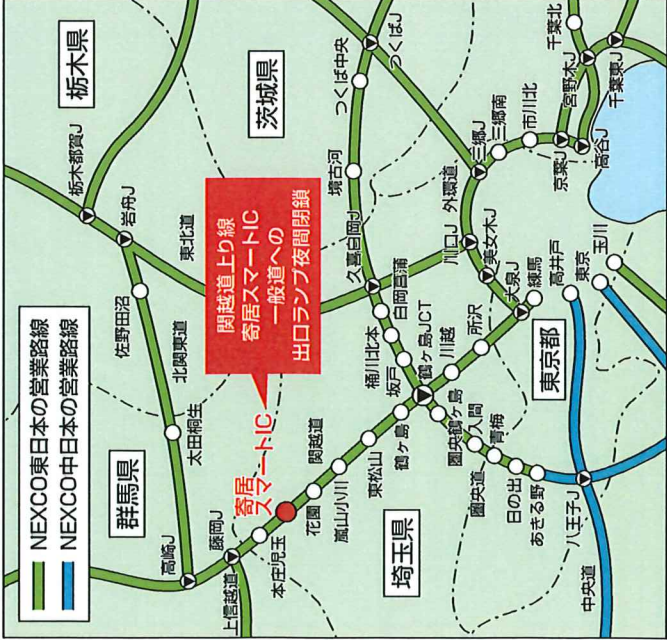 NEXCO東日本の営業路線
NEXCO中日本の営業路線
栃木県
群馬県
茨城県
埼玉県
東京都
関越道上り線
寄居スマートIC
一般道への
出口ランプ夜間閉鎖
寄居
スマートIC
高崎J
藤岡J
上信越道
本庄児玉
花園
嵐山小川
関越道
東松山
鶴ヶ島
鶴ヶ島JCT
川越
所沢
大泉J
練馬
太田桐生
北関東道
佐野田沼
岩舟J
栃木都賀J
東北道
久喜白岡J
白岡菖蒲
桶川北本
坂戸
圏央鶴ヶ島
入間
青梅
圏央道
日の出
あきる野
八王子J
中央道
高井戸
東京
玉川
境古河
つくば中央
つくばJ
外環道
川口J
美女木J
三郷J
三郷南
市川北
京葉J
高谷J
宮野木J
千葉北
千葉東J